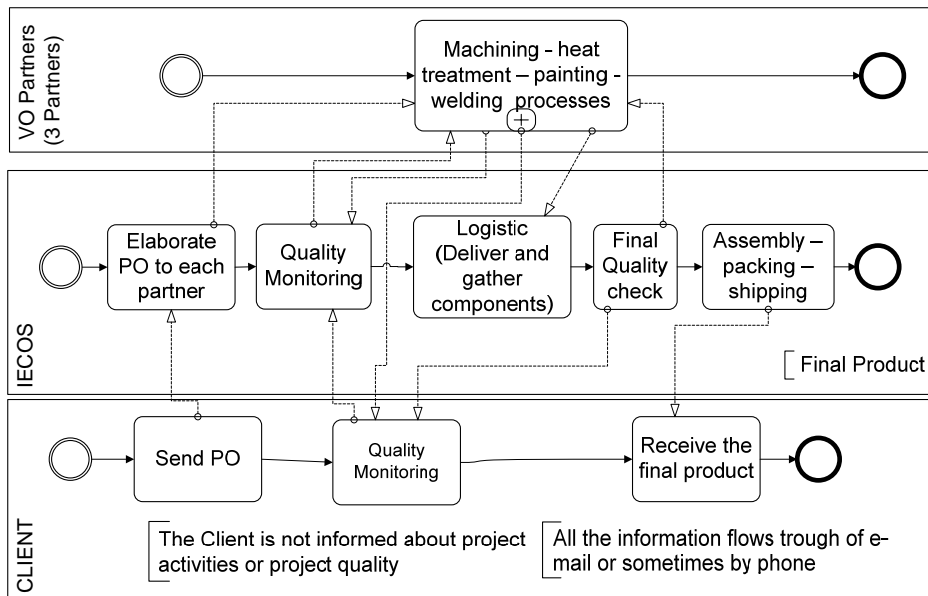 VO Partners
(3 Partners)
Machining - heat
treatment – painting -
welding processes
IECOS
Elaborate
PO to each
partner
Quality
Monitoring
Logistic
(Deliver and
gather
components)
Final
Quality
check
Assembly –
packing –
shipping
Final Product
CLIENT
Send PO
Quality
Monitoring
Receive the
final product
The Client is not informed about project
activities or project quality
All the information flows trough of e-
mail or sometimes by phone